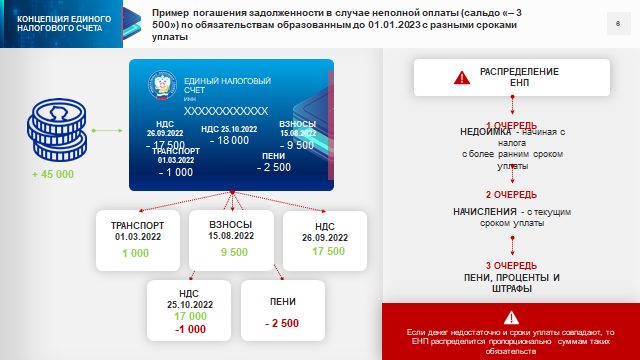 КОНЦЕПЦИЯ ЕДИНОГО
НАЛОГОВОГО СЧЕТА
Пример погашения задолженности в случае неполной оплаты (сальдо «– 3
500») по обязательствам образованным до 01.01.2023 с разными сроками
уплаты
6
+ 45 000
ЕДИНЫЙ НАЛОГОВЫЙ
СЧЕТ
ИНН
XXXXXXXXXXXX
НДС
26.09.2022
- 17 500
НДС 25.10.2022
- 18 000
ВЗНОСЫ
15.08.2022
- 9 500
ТРАНСПОРТ
01.03.2022
- 1 000
ПЕНИ
- 2 500
ТРАНСПОРТ
01.03.2022
1 000
ВЗНОСЫ
15.08.2022
9 500
НДС
26.09.2022
17 500
НДС
25.10.2022
17 000
-1 000
ПЕНИ
- 2 500
РАСПРЕДЕЛЕНИЕ
ЕНП
1 ОЧЕРЕДЬ
НЕДОИМКА - начиная с
налога
с более ранним сроком
уплаты
2 ОЧЕРЕДЬ
НАЧИСЛЕНИЯ - с текущим
сроком уплаты
3 ОЧЕРЕДЬ
ПЕНИ, ПРОЦЕНТЫ И
ШТРАФЫ
Если денег недостаточно и сроки уплаты совпадают, то
ЕНП распределится пропорционально суммам таких
обязательств